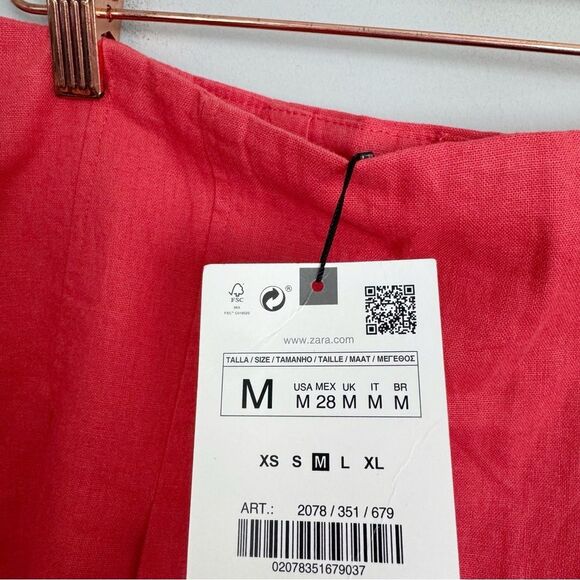 FSC
®
www.zara.com
TALLA / SIZE / TAMANHO / TAILLE / MAAT / ΜΕΓΕΘΟΣ
M
USA MEX UK IT BR
M 28 M M M
XS S M L XL
ART.: 2078 / 351 / 679
02078351679037